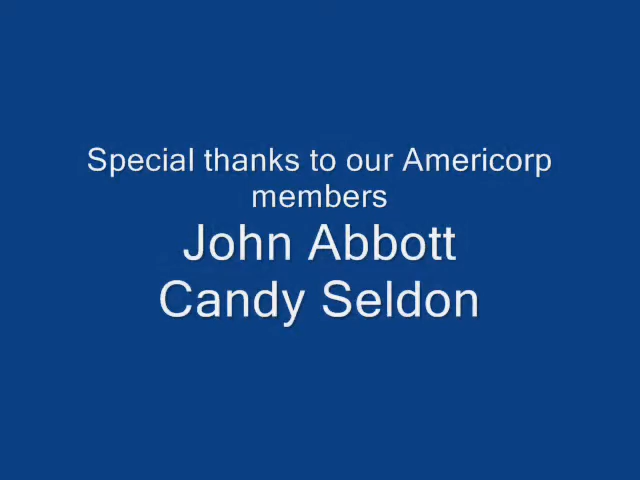 Special thanks to our Americorp
members
John Abbott
Candy Seldon